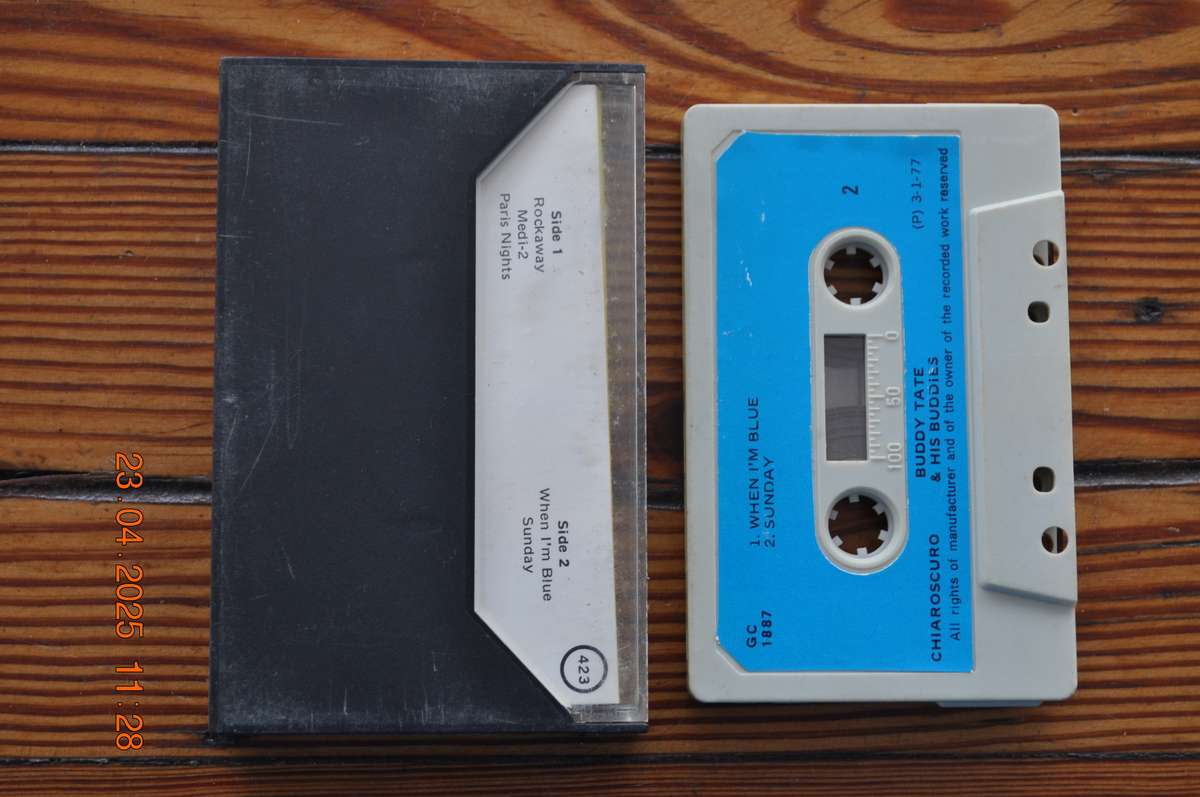 Side 1
Rockaway
Medi-2
Paris Nights
Side 2
When I'm Blue
Sunday
423
2
(P) 3-1-77
0
50
100
1. WHEN I'M BLUE
2. SUNDAY
GC
1887
BUDDY TATE
& HIS BUDDIES
CHIAROSCURO
All rights of manufacturer and of the owner of the recorded work reserved
23.04.2025 11:28